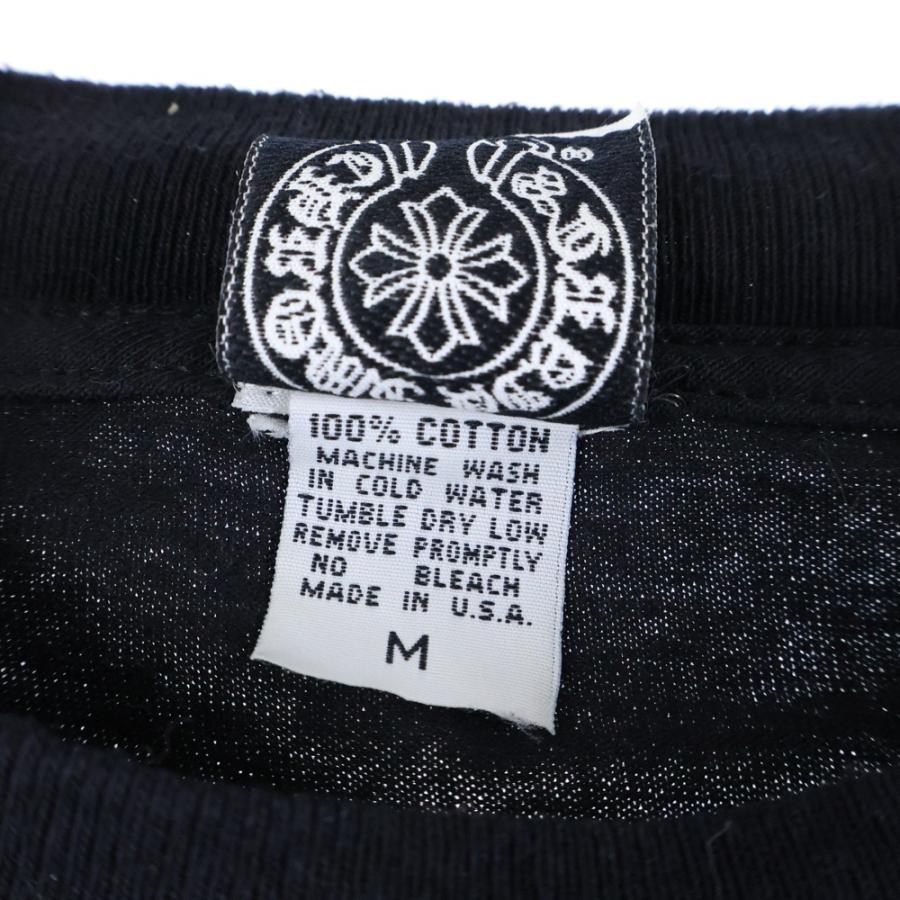 100% COTTON
MACHINE WASH
IN COLD WATER
TUMBLE DRY LOW
REMOVE PROMPTLY
NO BLEACH
MADE IN U.S.A.
M